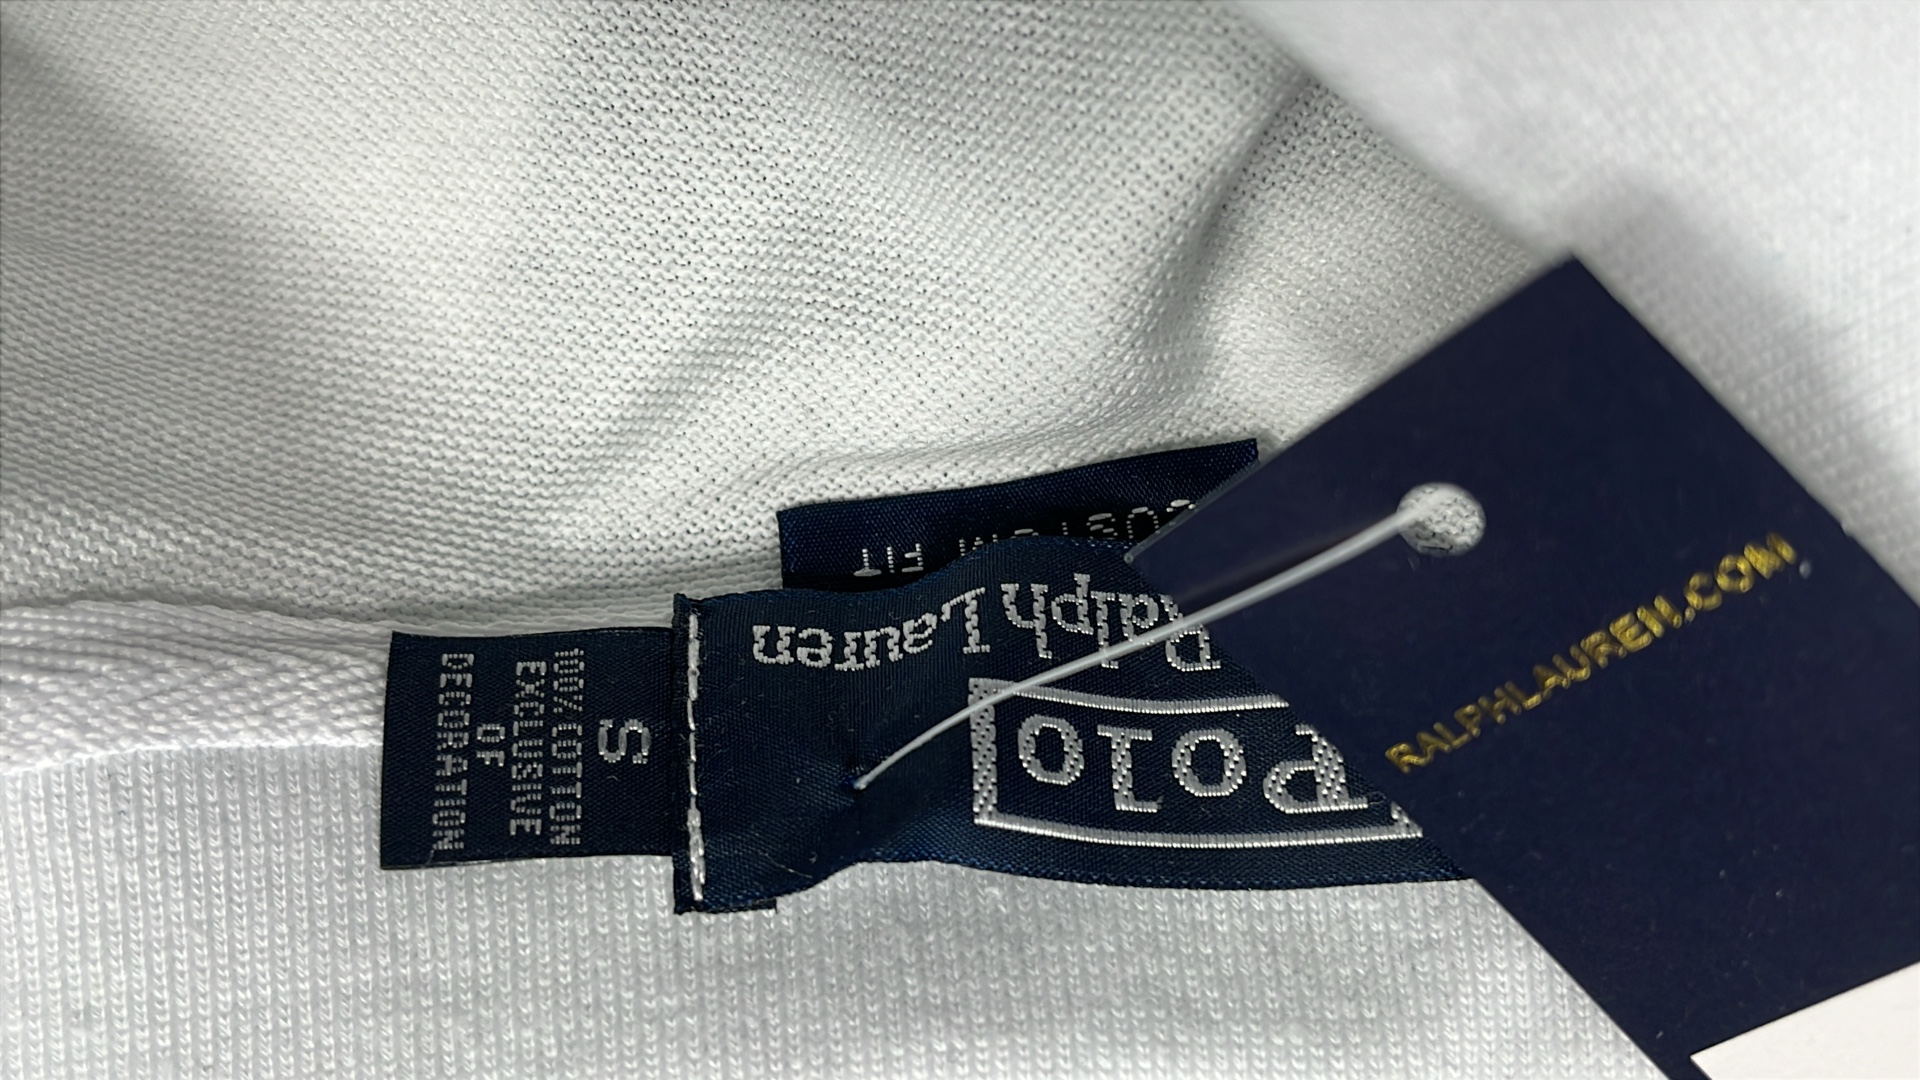 Polo
Ralph Lauren
CUSTOM FIT
S
100% COTTON
EXCLUSIVE
OF
DECORATION
RALPHLAUREN.COM